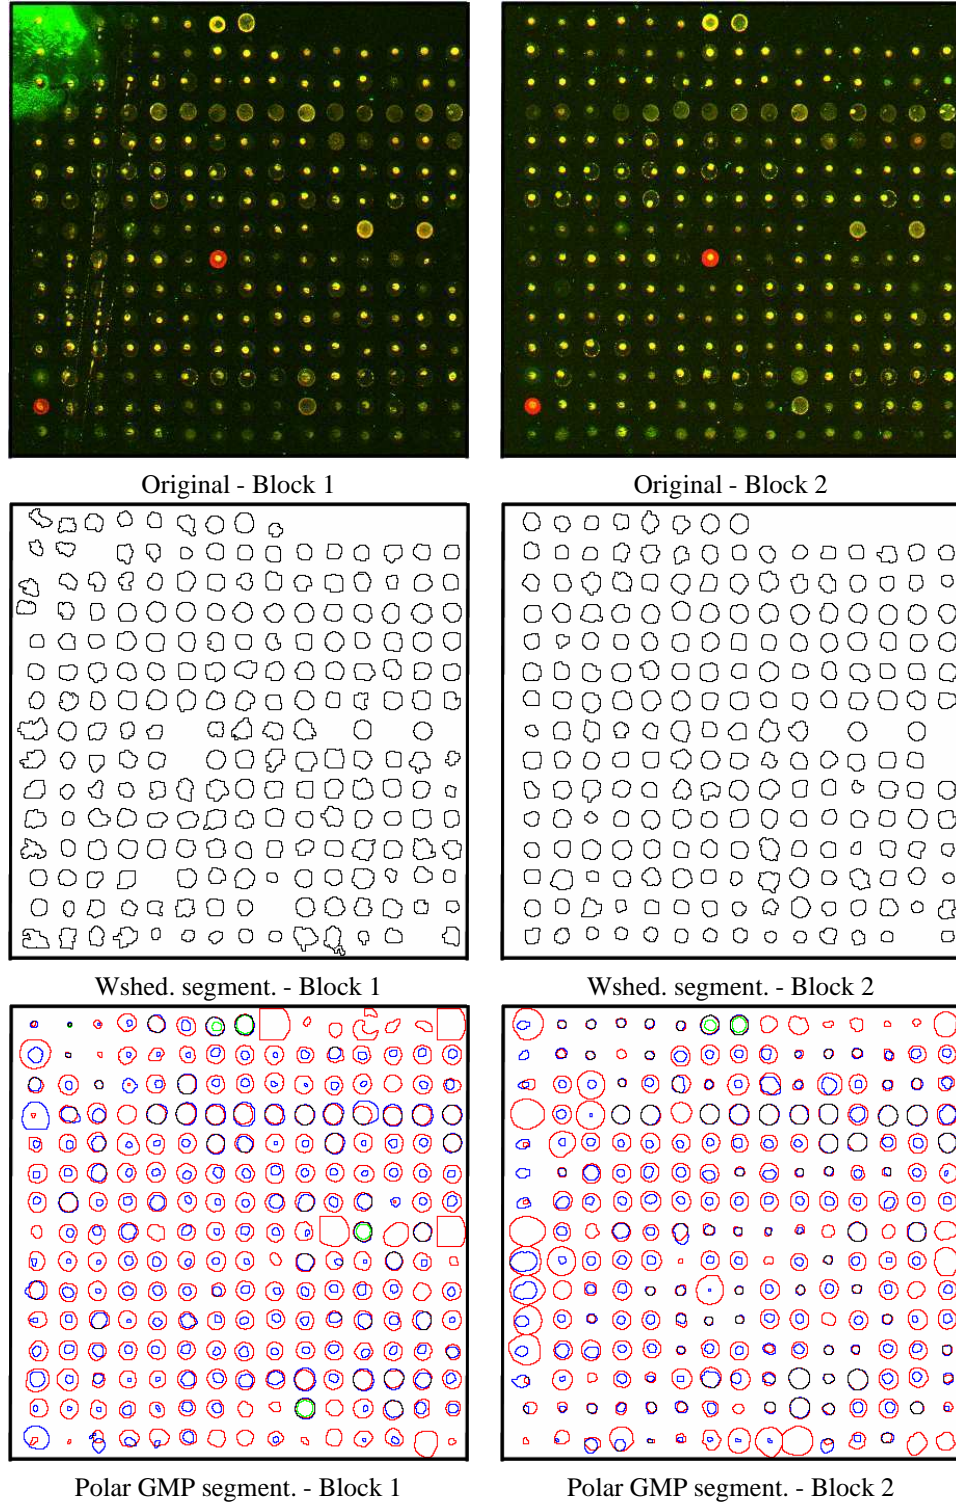 Original - Block 1
Original - Block 2
Wshed. segment. - Block 1
Wshed. segment. - Block 2
Polar GMP segment. - Block 1
Polar GMP segment. - Block 2